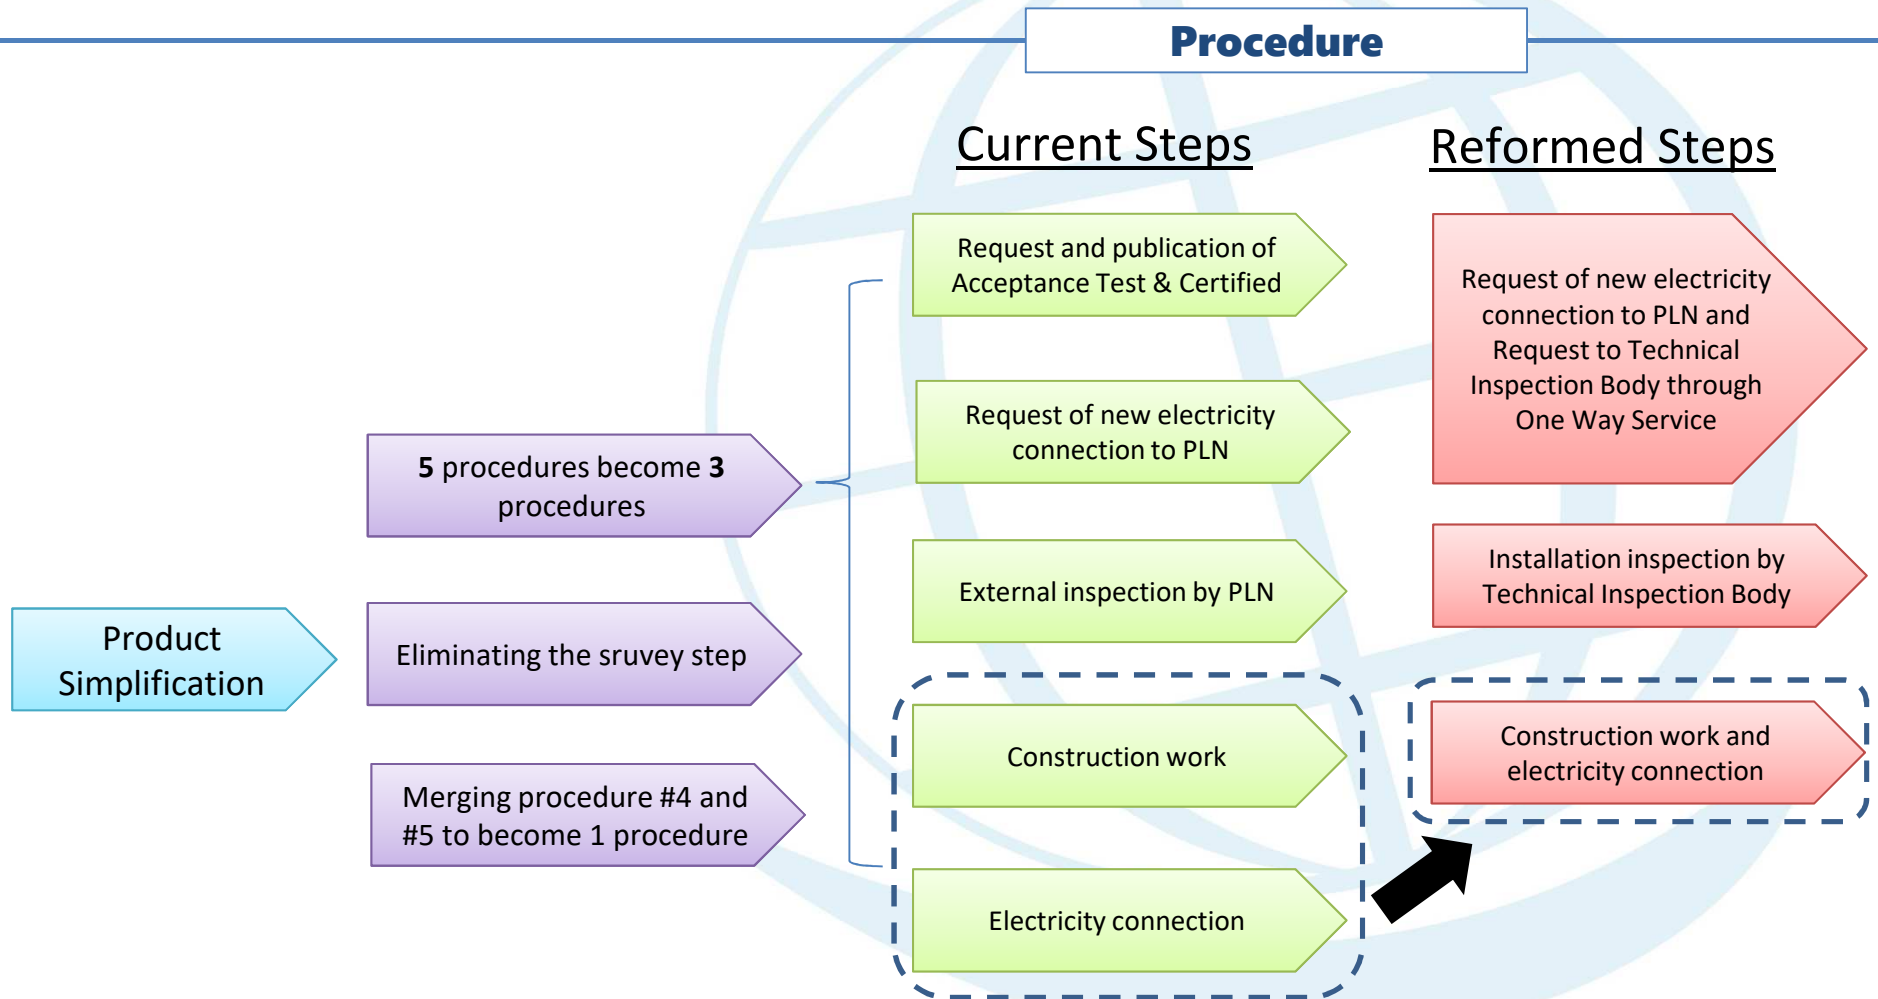 Procedure
Current Steps
Reformed Steps
Product
Simplification
5 procedures become 3
procedures
Eliminating the sruvey step
Merging procedure #4 and
#5 to become 1 procedure
Request and publication of
Acceptance Test & Certified
Request of new electricity
connection to PLN
External inspection by PLN
Construction work
Electricity connection
Request of new electricity
connection to PLN and
Request to Technical
Inspection Body through
One Way Service
Installation inspection by
Technical Inspection Body
Construction work and
electricity connection